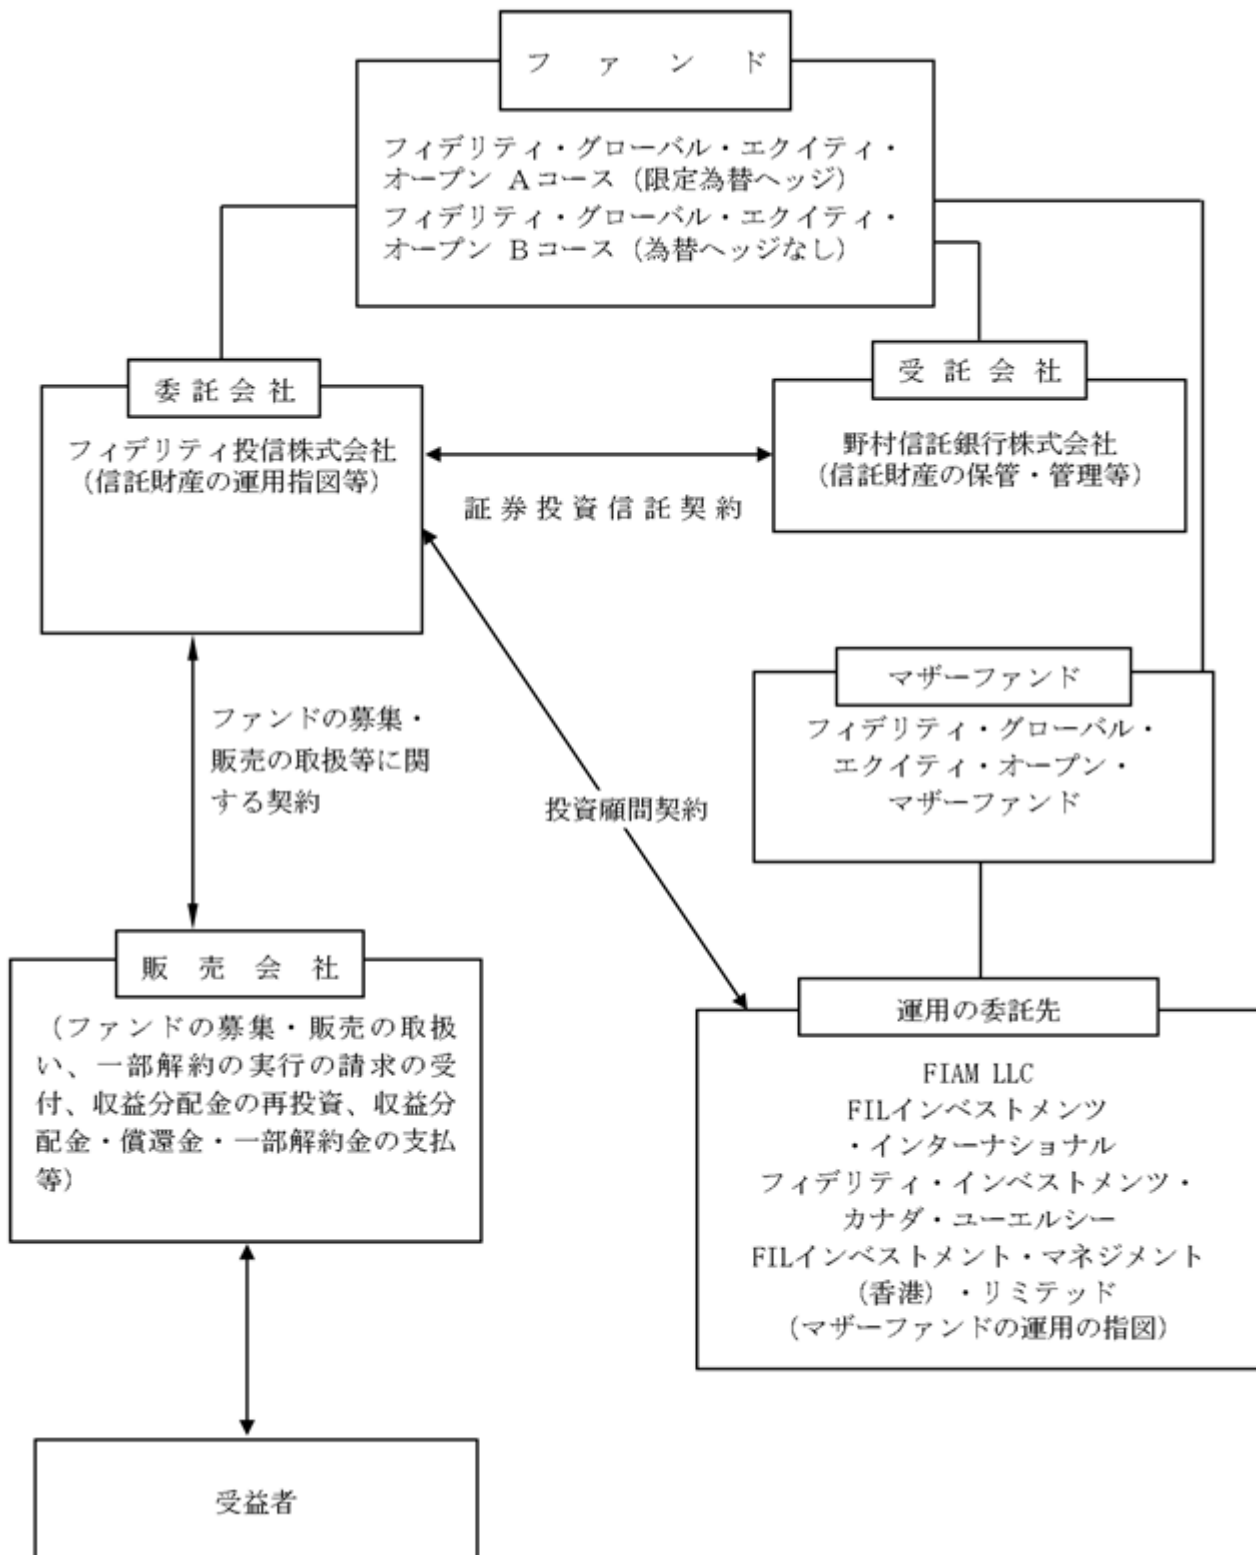 ファンド
フィデリティ・グローバル・エクイティ・
オープン Aコース（限定為替ヘッジ）
フィデリティ・グローバル・エクイティ・
オープン Bコース（為替ヘッジなし）
委託会社
フィデリティ投信株式会社
（信託財産の運用指図等）
証券投資信託契約
受託会社
野村信託銀行株式会社
（信託財産の保管・管理等）
マザーファンド
フィデリティ・グローバル・
エクイティ・オープン・
マザーファンド
ファンドの募集・
販売の取扱等に関
する契約
投資顧問契約
販売会社
（ファンドの募集・販売の取扱
い、一部解約の実行の請求の受
付、収益分配金の再投資、収益分
配金・償還金・一部解約金の支払
等）
運用の委託先
FIAM LLC
FILインベストメンツ
・インターナショナル
フィデリティ・インベストメンツ・
カナダ・ユーエルシー
FILインベストメント・マネジメント
（香港）・リミテッド
（マザーファンドの運用の指図）
受益者